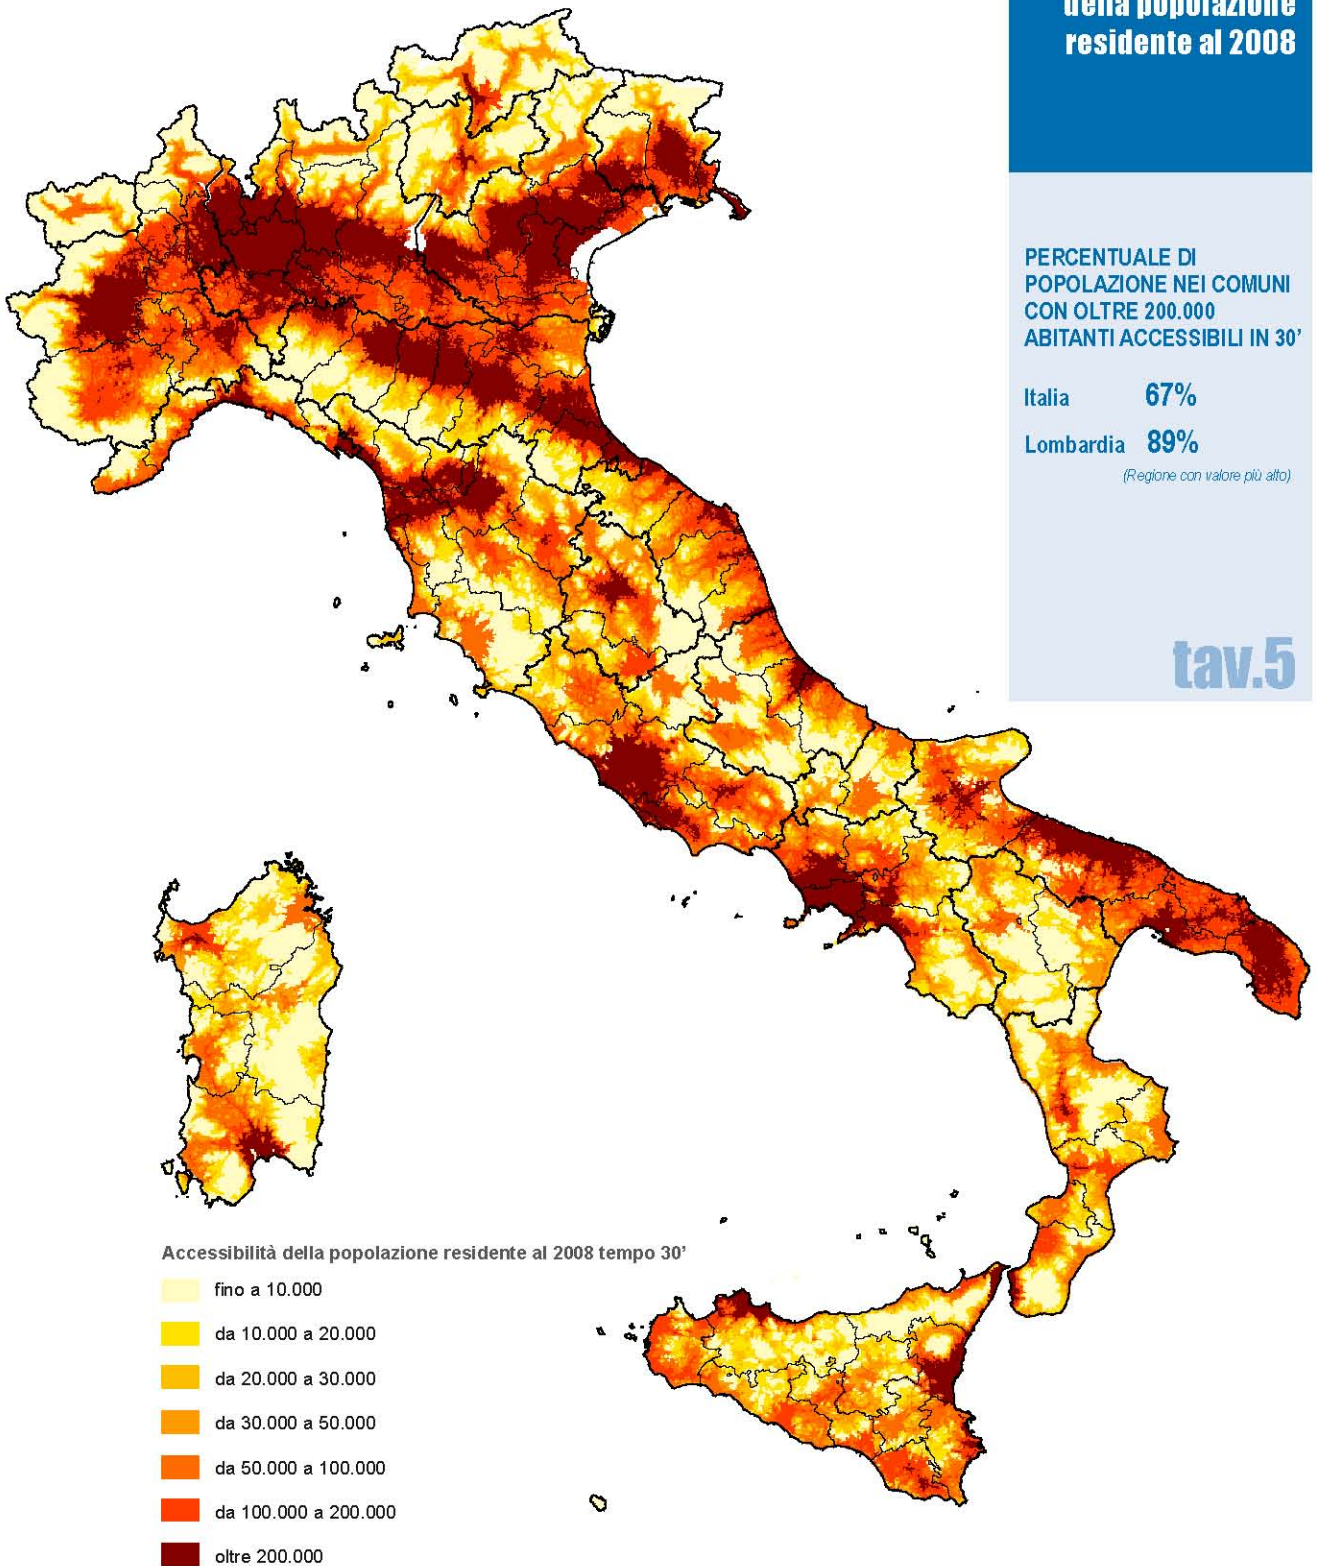 della popolazione
residente al 2008
PERCENTUALE DI
POPOLAZIONE NEI COMUNI
CON OLTRE 200.000
ABITANTI ACCESSIBILI IN 30'
Italia 67%
Lombardia 89%
(Regione con valore più alto)
tav.5
Accessibilità della popolazione residente al 2008 tempo 30'
fino a 10.000
da 10.000 a 20.000
da 20.000 a 30.000
da 30.000 a 50.000
da 50.000 a 100.000
da 100.000 a 200.000
oltre 200.000